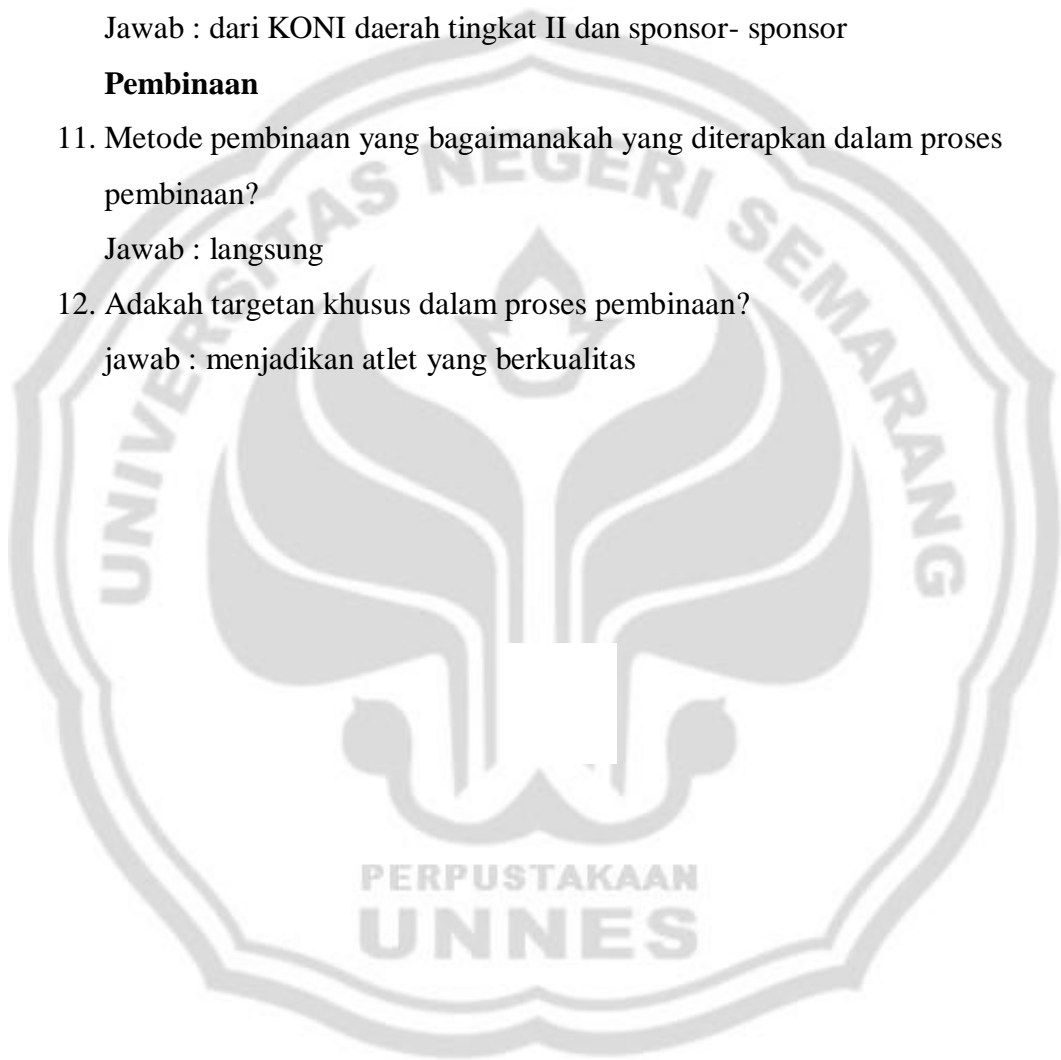 Jawab : dari KONI daerah tingkat II dan sponsor- sponsor
Pembinaan
11. Metode pembinaan yang bagaimanakah yang diterapkan dalam proses
pembinaan?
Jawab : langsung
12. Adakah targetan khusus dalam proses pembinaan?
jawab : menjadikan atlet yang berkualitas
UNIVERSITAS NEGERI SEMARANG
PERPUSTAKAAN
UNNES